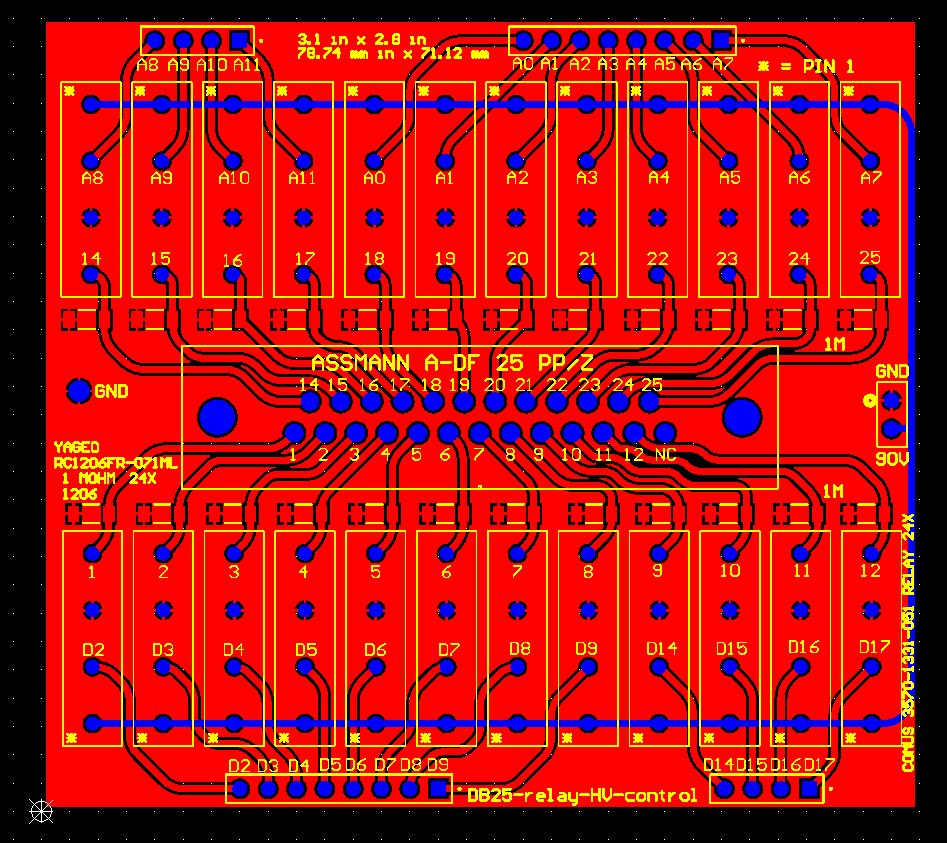 3.1 in x 2.8 in
78.74 mm in x 71.12 mm
A8 A9 A10 A11
A0 A1 A2 A3 A4 A5 A6 A7
* = PIN 1
* * * * * * * * * * * *
A8 A9 A10 A11 A0 A1 A2 A3 A4 A5 A6 A7
14 15 16 17 18 19 20 21 22 23 24 25
1M
ASSMANN A-DF 25 PP/Z
GND
14 15 16 17 18 19 20 21 22 23 24 25
GND
1 2 3 4 5 6 7 8 9 10 11 12 NC
90V
YAGEO
RC1206FR-071ML
1 MOHM 24X
1206
1M
1 2 3 4 5 6 7 8 9 10 11 12
D2 D3 D4 D5 D6 D7 D8 D9 D14 D15 D16 D17
COMUS 3570-1331-081 RELAY 24X
* * * * * * * * * * * *
D2 D3 D4 D5 D6 D7 D8 D9
D14 D15 D16 D17
DB25-relay-HV-control